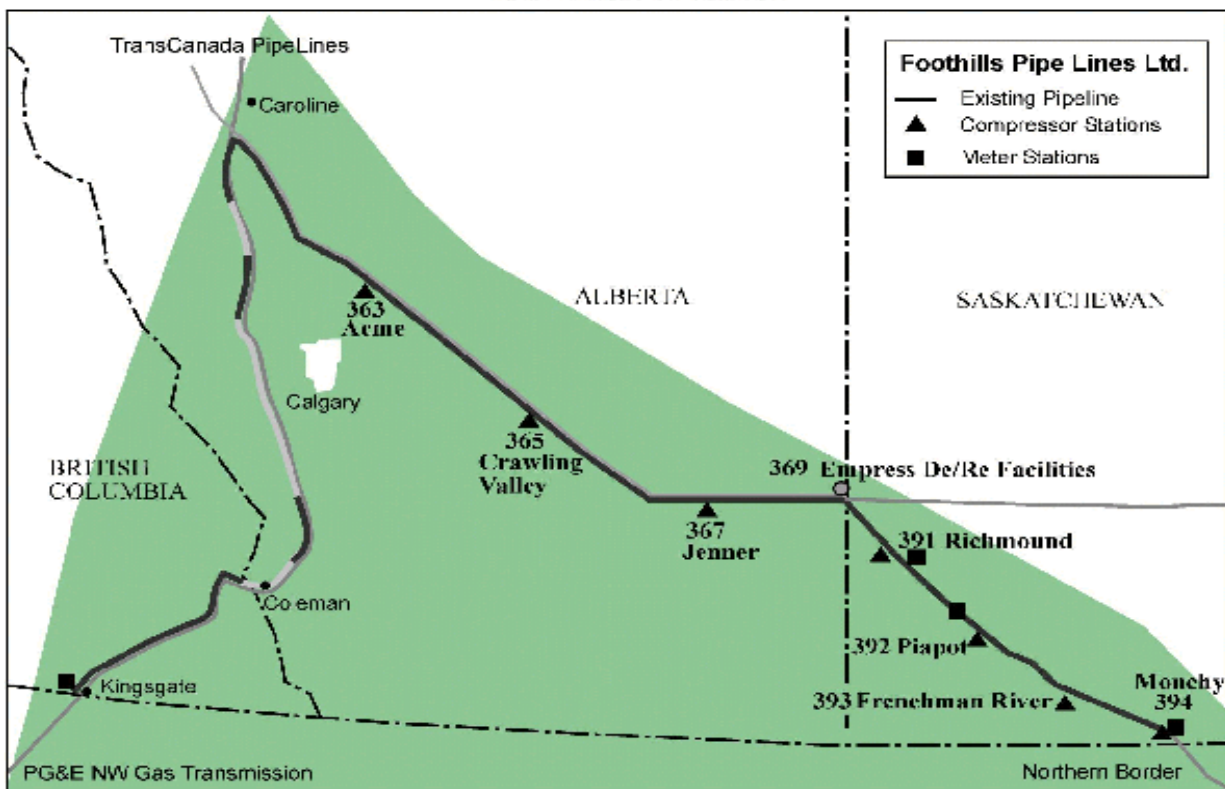 TransCanada PipeLines
Caroline
Foothills Pipe Lines Ltd.
Existing Pipeline
Compressor Stations
Meter Stations
ALBERTA
SASKATCHEWAN
363
Acme
Calgary
365
Crawling
Valley
BRITISH
COLUMBIA
369 Empress De/Re Facilities
367
Jenner
391 Richmound
Coleman
392 Piapot
Kingsgate
393 Frenchman River
Monchy
394
PG&E NW Gas Transmission
Northern Border